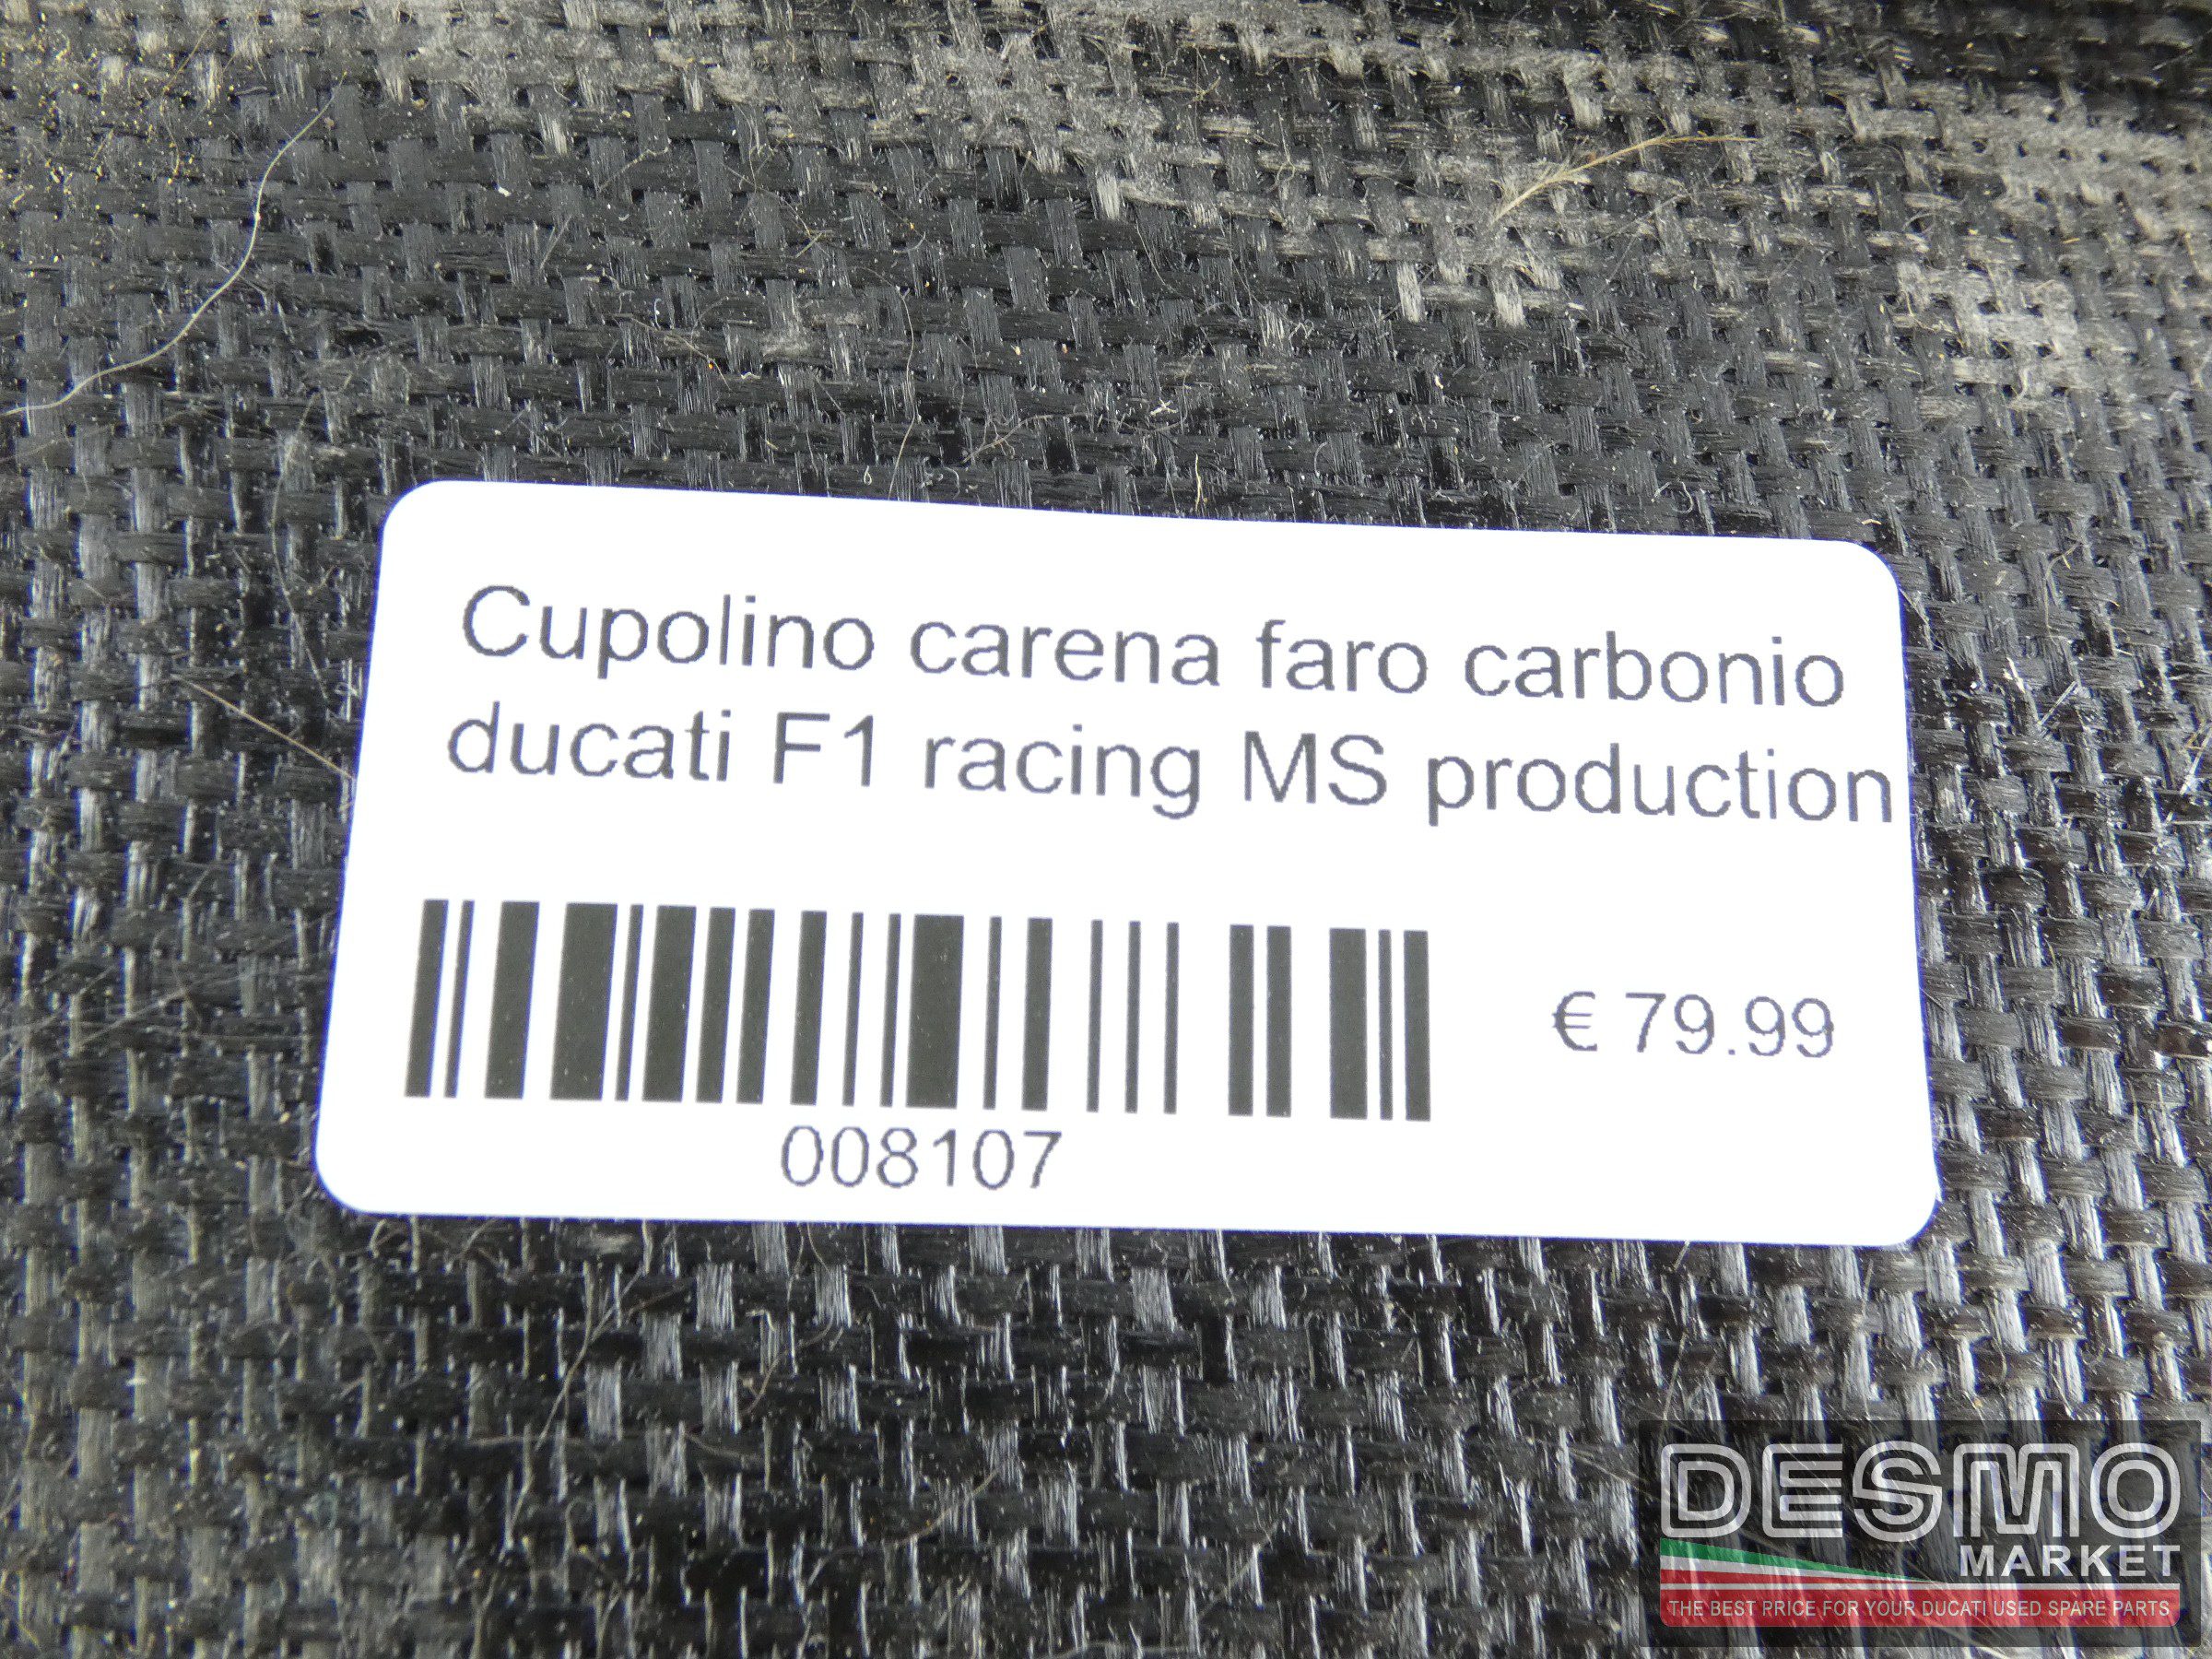 Cupolino carena faro carbonio
ducati F1 racing MS production
€ 79.99
008107
DESMO
MARKET
THE BEST PRICE FOR YOUR DUCATI USED SPARE PARTS